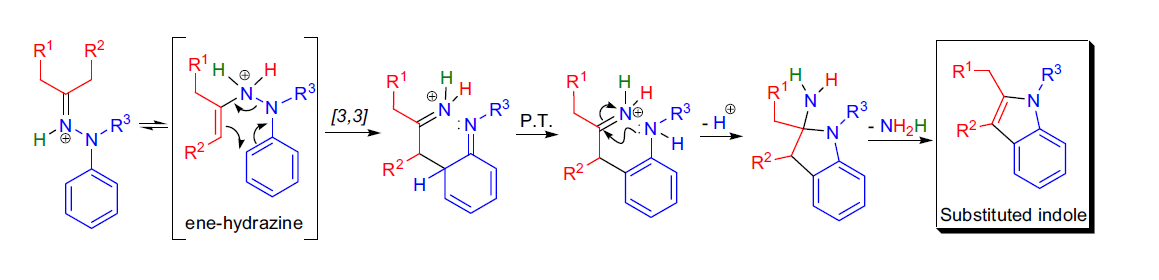 R¹ R²
H N ⊕ N R³
R¹ H ⊕ H
N N R³
R²
ene-hydrazine
[3,3]
R¹ H
⊕ N H R³
: N
R² H
P.T.
R¹ H
N H
⊕ R³
: N H
R²
- H ⊕
H H
R¹ N R³
N
R²
- NH₂H
R¹ R³
N
R²
Substituted indole